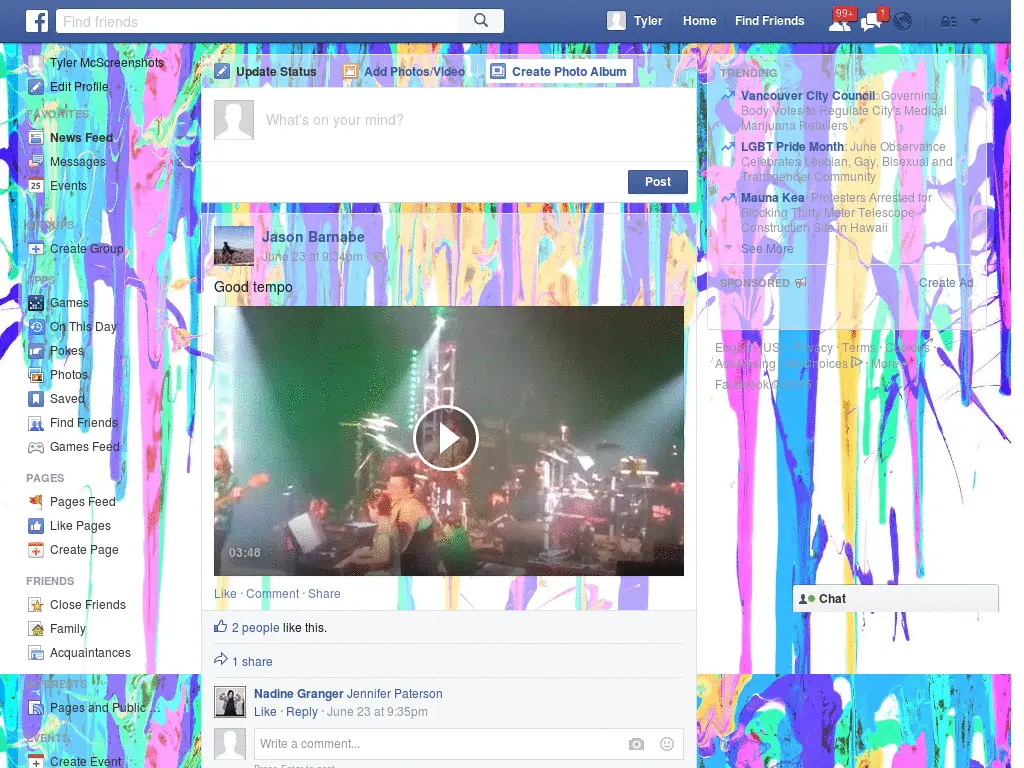 f
Find friends
Tyler
Home
Find Friends
99+
1
Tyler McScreenshots
Edit Profile
FAVORITES
News Feed
Messages
2
25
Events
GROUPS
Create Group
APPS
Games
On This Day
Pokes
Photos
Saved
Find Friends
Games Feed
PAGES
Pages Feed
Like Pages
Create Page
FRIENDS
Close Friends
Family
Acquaintances
INTERESTS
Pages and Public ...
EVENTS
Create Event
Update Status
Add Photos/Video
Create Photo Album
What's on your mind?
Post
Jason Barnabe
June 23 at 9:34pm ·
Good tempo
03:48
Like · Comment · Share
2 people like this.
1 share
Nadine Granger Jennifer Paterson
Like · Reply · June 23 at 9:35pm
Write a comment...
Press Enter to post.
TRENDING
Vancouver City Council: Governing
Body Votes to Regulate City's Medical
Marijuana Retailers
LGBT Pride Month: June Observance
Celebrates Lesbian, Gay, Bisexual and
Transgender Community
Mauna Kea: Protesters Arrested for
Blocking Thirty Meter Telescope
Construction Site in Hawaii
See More
SPONSORED
Create Ad
English (US) · Privacy · Terms · Cookies ·
Advertising · Ad Choices · More
Facebook ©
Chat